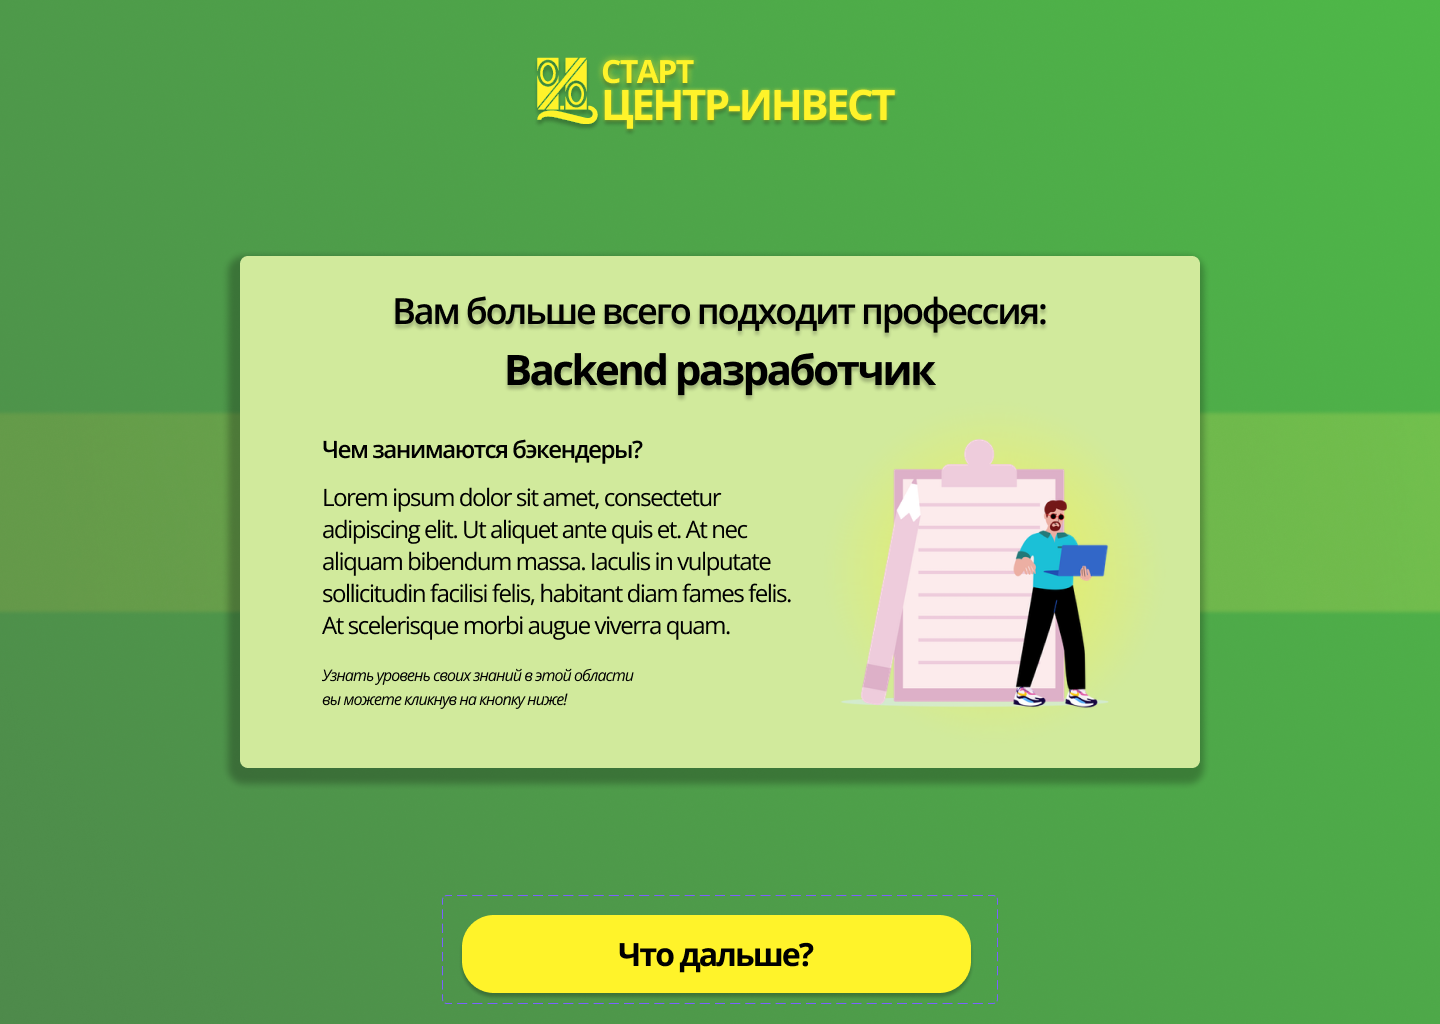 СТАРТ
ЦЕНТР-ИНВЕСТ
Вам больше всего подходит профессия:
Backend разработчик
Чем занимаются бэкендеры?
Lorem ipsum dolor sit amet, consectetur
adipiscing elit. Ut aliquet ante quis et. At nec
aliquam bibendum massa. Iaculis in vulputate
sollicitudin facilisi felis, habitant diam fames felis.
At scelerisque morbi augue viverra quam.
Узнать уровень своих знаний в этой области
вы можете кликнув на кнопку ниже!
Что дальше?